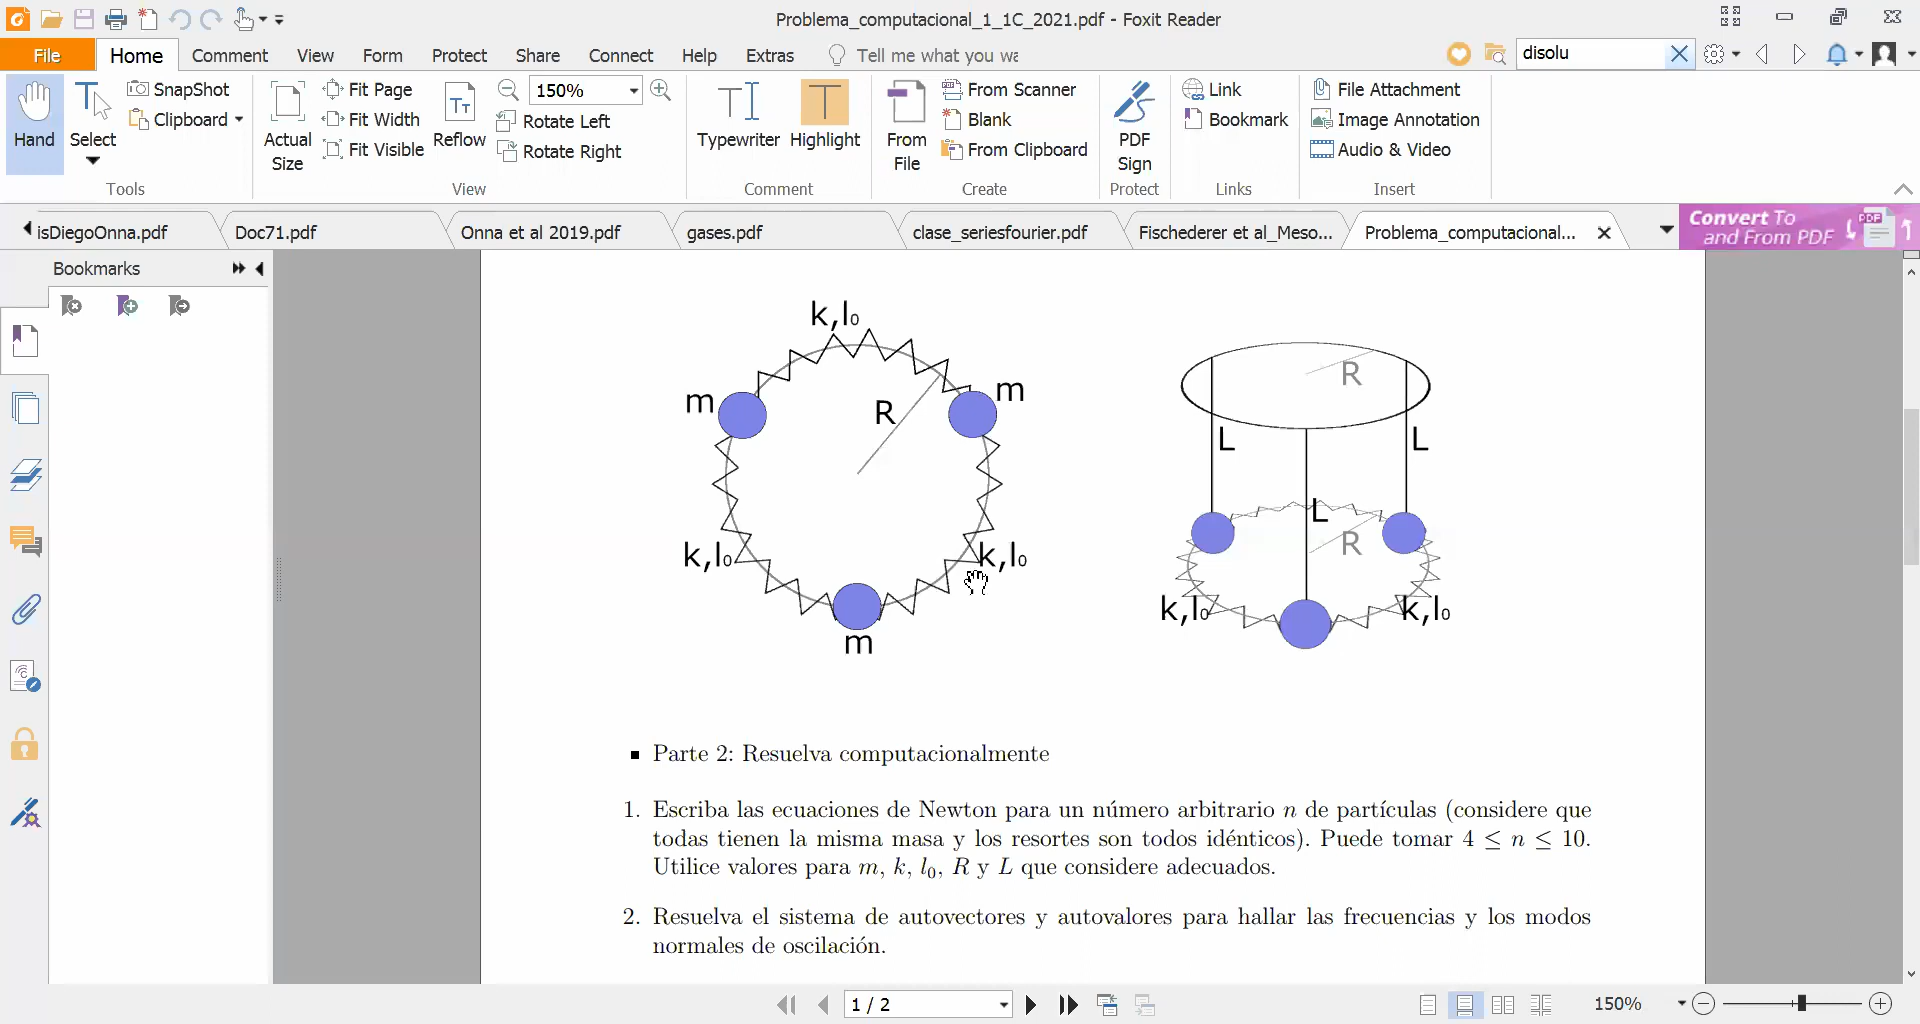 Problema_computacional_1_1C_2021.pdf - Foxit Reader
File Home Comment View Form Protect Share Connect Help Extras Tell me what you wa disolu
Hand
Select
SnapShot
Clipboard
Tools
Actual Size
Fit Page
Fit Width
Fit Visible
Reflow
150%
Rotate Left
Rotate Right
View
Typewriter
Highlight
Comment
From File
From Scanner
Blank
From Clipboard
Create
PDF Sign
Protect
Link
Bookmark
Links
File Attachment
Image Annotation
Audio & Video
Insert
isDiegoOnna.pdf Doc71.pdf Onna et al 2019.pdf gases.pdf clase_seriesfourier.pdf Fischederer et al_Meso... Problema_computacional...
Convert To
and From PDF
PDF
Bookmarks
k,l₀
m
m
R
k,l₀
k,l₀
m
R
L
L
L
R
k,l₀
k,l₀
▪ Parte 2: Resuelva computacionalmente
1. Escriba las ecuaciones de Newton para un número arbitrario n de partículas (considere que
todas tienen la misma masa y los resortes son todos idénticos). Puede tomar 4 ≤ n ≤ 10.
Utilice valores para m, k, l₀, R y L que considere adecuados.
2. Resuelva el sistema de autovectores y autovalores para hallar las frecuencias y los modos
normales de oscilación.
1 / 2
150%